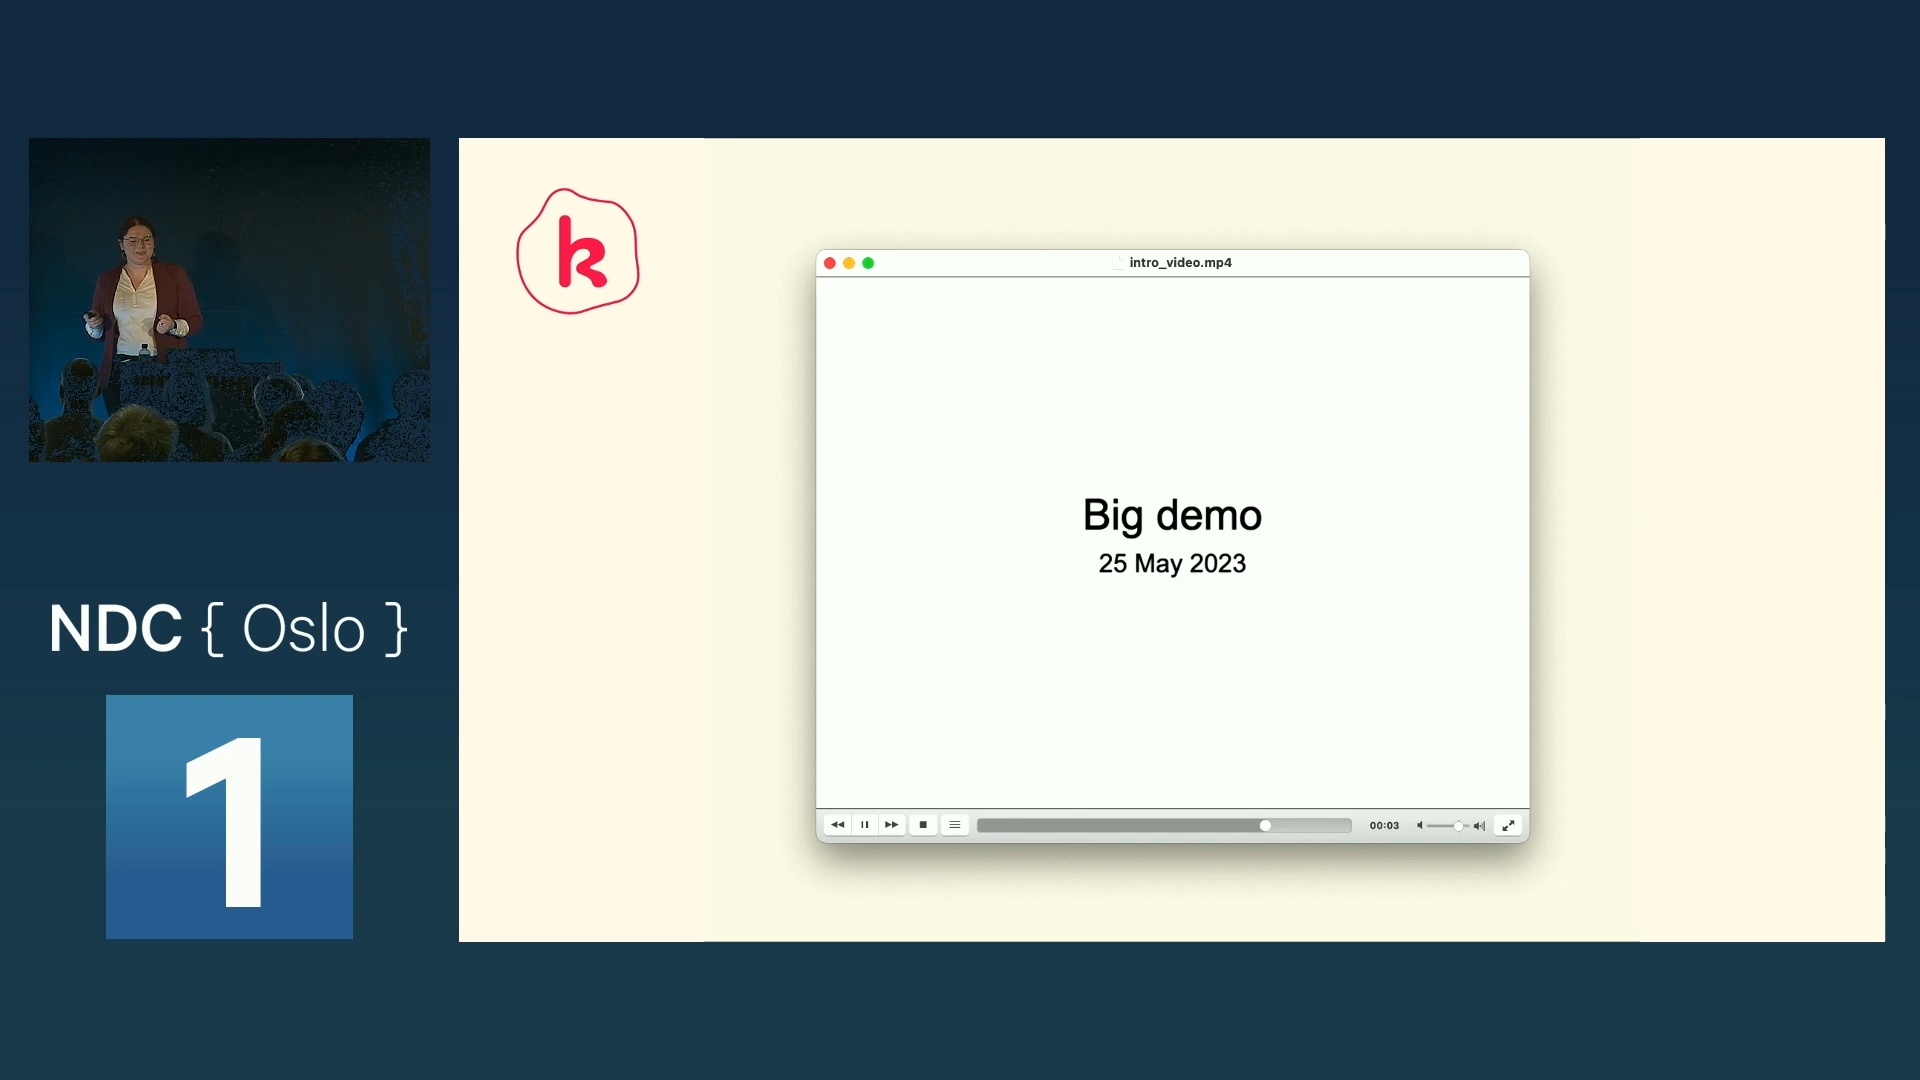 k
intro_video.mp4
Big demo
25 May 2023
00:03
NDC { Oslo }
1